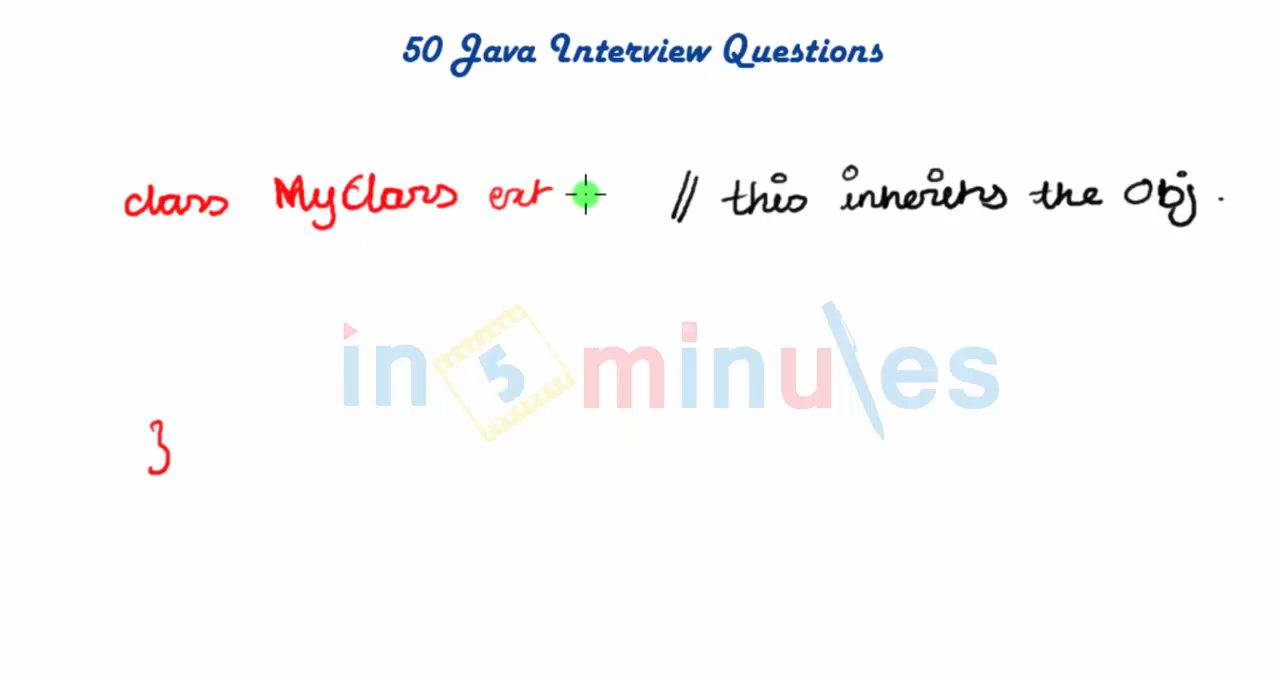 50 Java Interview Questions
class MyClass ext // this inherits the Obj.
in 5 minutes
}